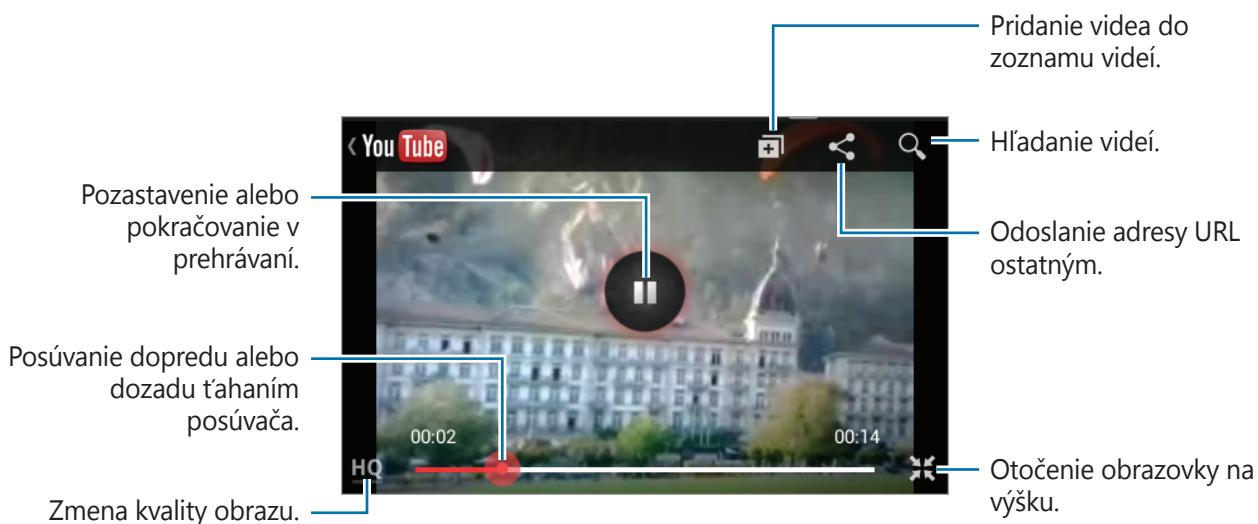 Pridanie videa do
zoznamu videí.
You Tube
Hľadanie videí.
Pozastavenie alebo
pokračovanie v
prehrávaní.
Odoslanie adresy URL
ostatným.
Posúvanie dopredu alebo
dozadu ťahaním
posúvača.
00:02
00:14
HQ
Otočenie obrazovky na
výšku.
Zmena kvality obrazu.